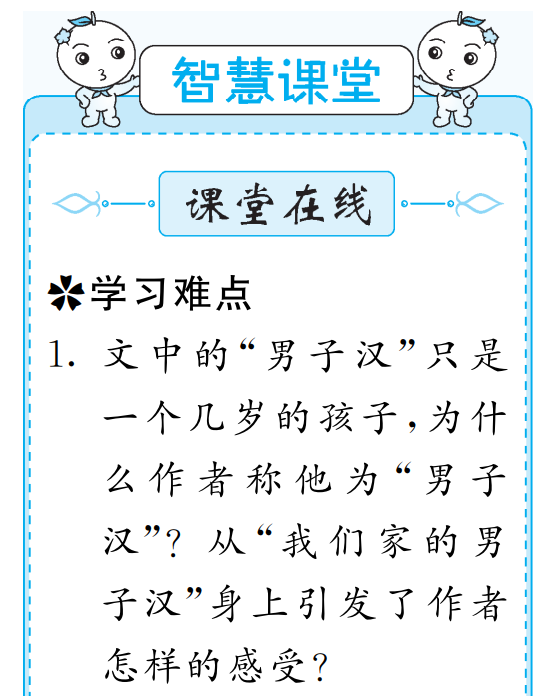 智慧课堂
课堂在线
学习难点
1. 文中的“男子汉”只是
一个几岁的孩子,为什
么作者称他为“男子
汉”？从“我们家的男
子汉”身上引发了作者
怎样的感受？